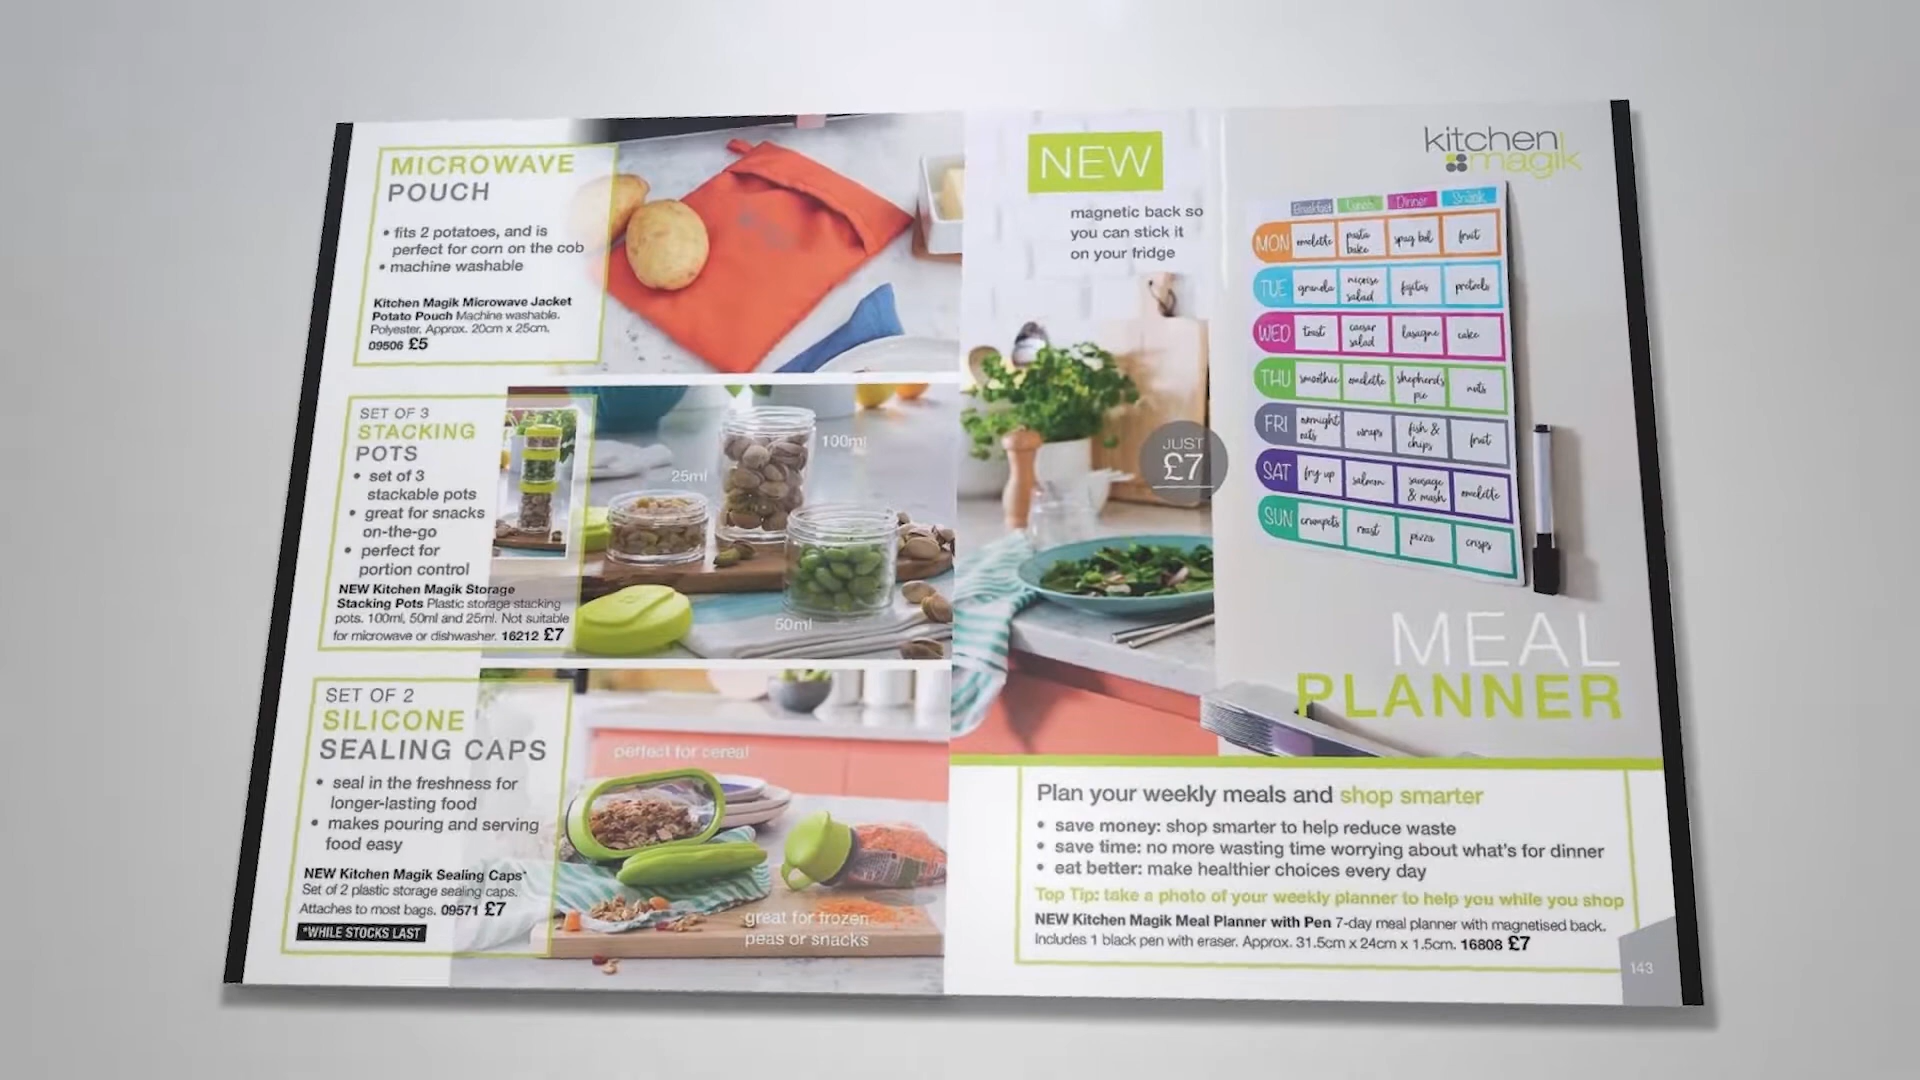 MICROWAVE
POUCH
• fits 2 potatoes, and is
perfect for corn on the cob
• machine washable
Kitchen Magik Microwave Jacket
Potato Pouch Machine washable.
Polyester. Approx. 20cm x 25cm.
09506 £5
SET OF 3
STACKING
POTS
• set of 3
stackable pots
• great for snacks
on-the-go
• perfect for
portion control
NEW Kitchen Magik Storage
Stacking Pots Plastic storage stacking
pots. 100ml, 50ml and 25ml. Not suitable
for microwave or dishwasher. 16212 £7
25ml
100ml
50ml
SET OF 2
SILICONE
SEALING CAPS
• seal in the freshness for
longer-lasting food
• makes pouring and serving
food easy
NEW Kitchen Magik Sealing Caps*
Set of 2 plastic storage sealing caps.
Attaches to most bags. 09571 £7
*WHILE STOCKS LAST
perfect for cereal
great for frozen
peas or snacks
NEW
magnetic back so
you can stick it
on your fridge
JUST
£7
kitchen
magik
Breakfast Lunch Dinner Snack
MON omelette pasta bake spag bol fruit
TUE granola niçoise salad fajitas pretzels
WED toast caesar salad lasagne cake
THU smoothie omelette shepherd's pie nuts
FRI overnight oats wraps fish & chips fruit
SAT fry up salmon sausage & mash omelette
SUN crumpets roast pizza crisps
MEAL
PLANNER
Plan your weekly meals and shop smarter
• save money: shop smarter to help reduce waste
• save time: no more wasting time worrying about what's for dinner
• eat better: make healthier choices every day
Top Tip: take a photo of your weekly planner to help you while you shop
NEW Kitchen Magik Meal Planner with Pen 7-day meal planner with magnetised back.
Includes 1 black pen with eraser. Approx. 31.5cm x 24cm x 1.5cm. 16808 £7
143